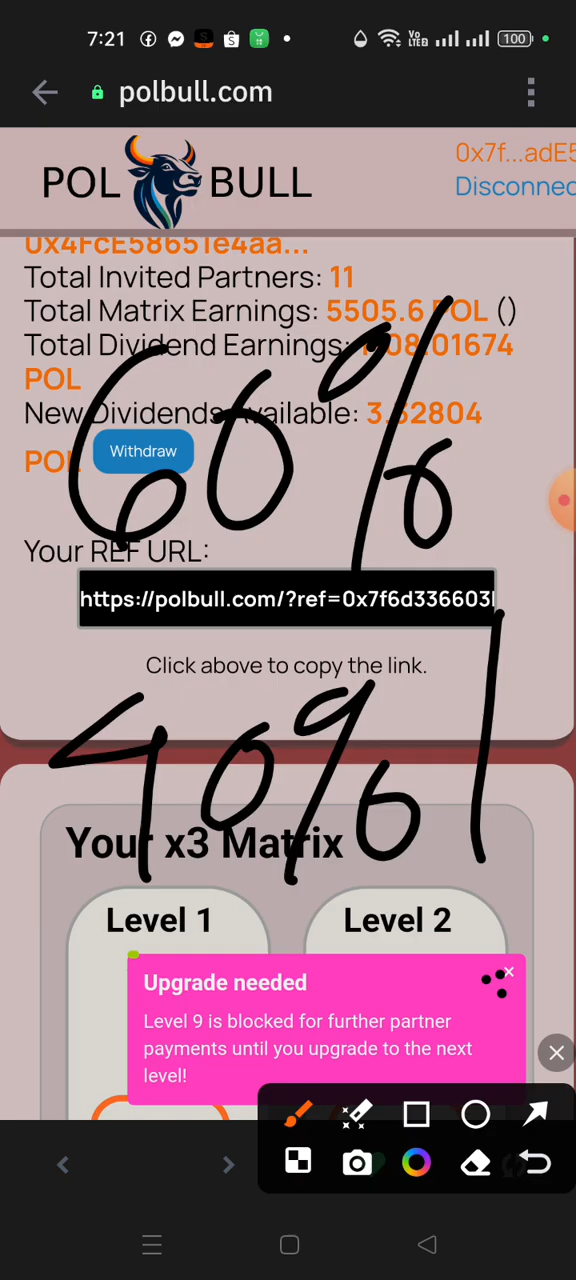 7:21 100
polbull.com
POL BULL
0x7f...adE5
Disconnec
0x4FcE58651e4aa...
Total Invited Partners: 11
Total Matrix Earnings: 5505.6 POL ()
Total Dividend Earnings:
POL
New Dividends Available:
POL Withdraw
60%
Your REF URL:
https://polbull.com/?ref=0x7f6d336603
Click above to copy the link.
40%
Your x3 Matrix
Level 1 Level 2
Upgrade needed
Level 9 is blocked for further partner
payments until you upgrade to the next
level!